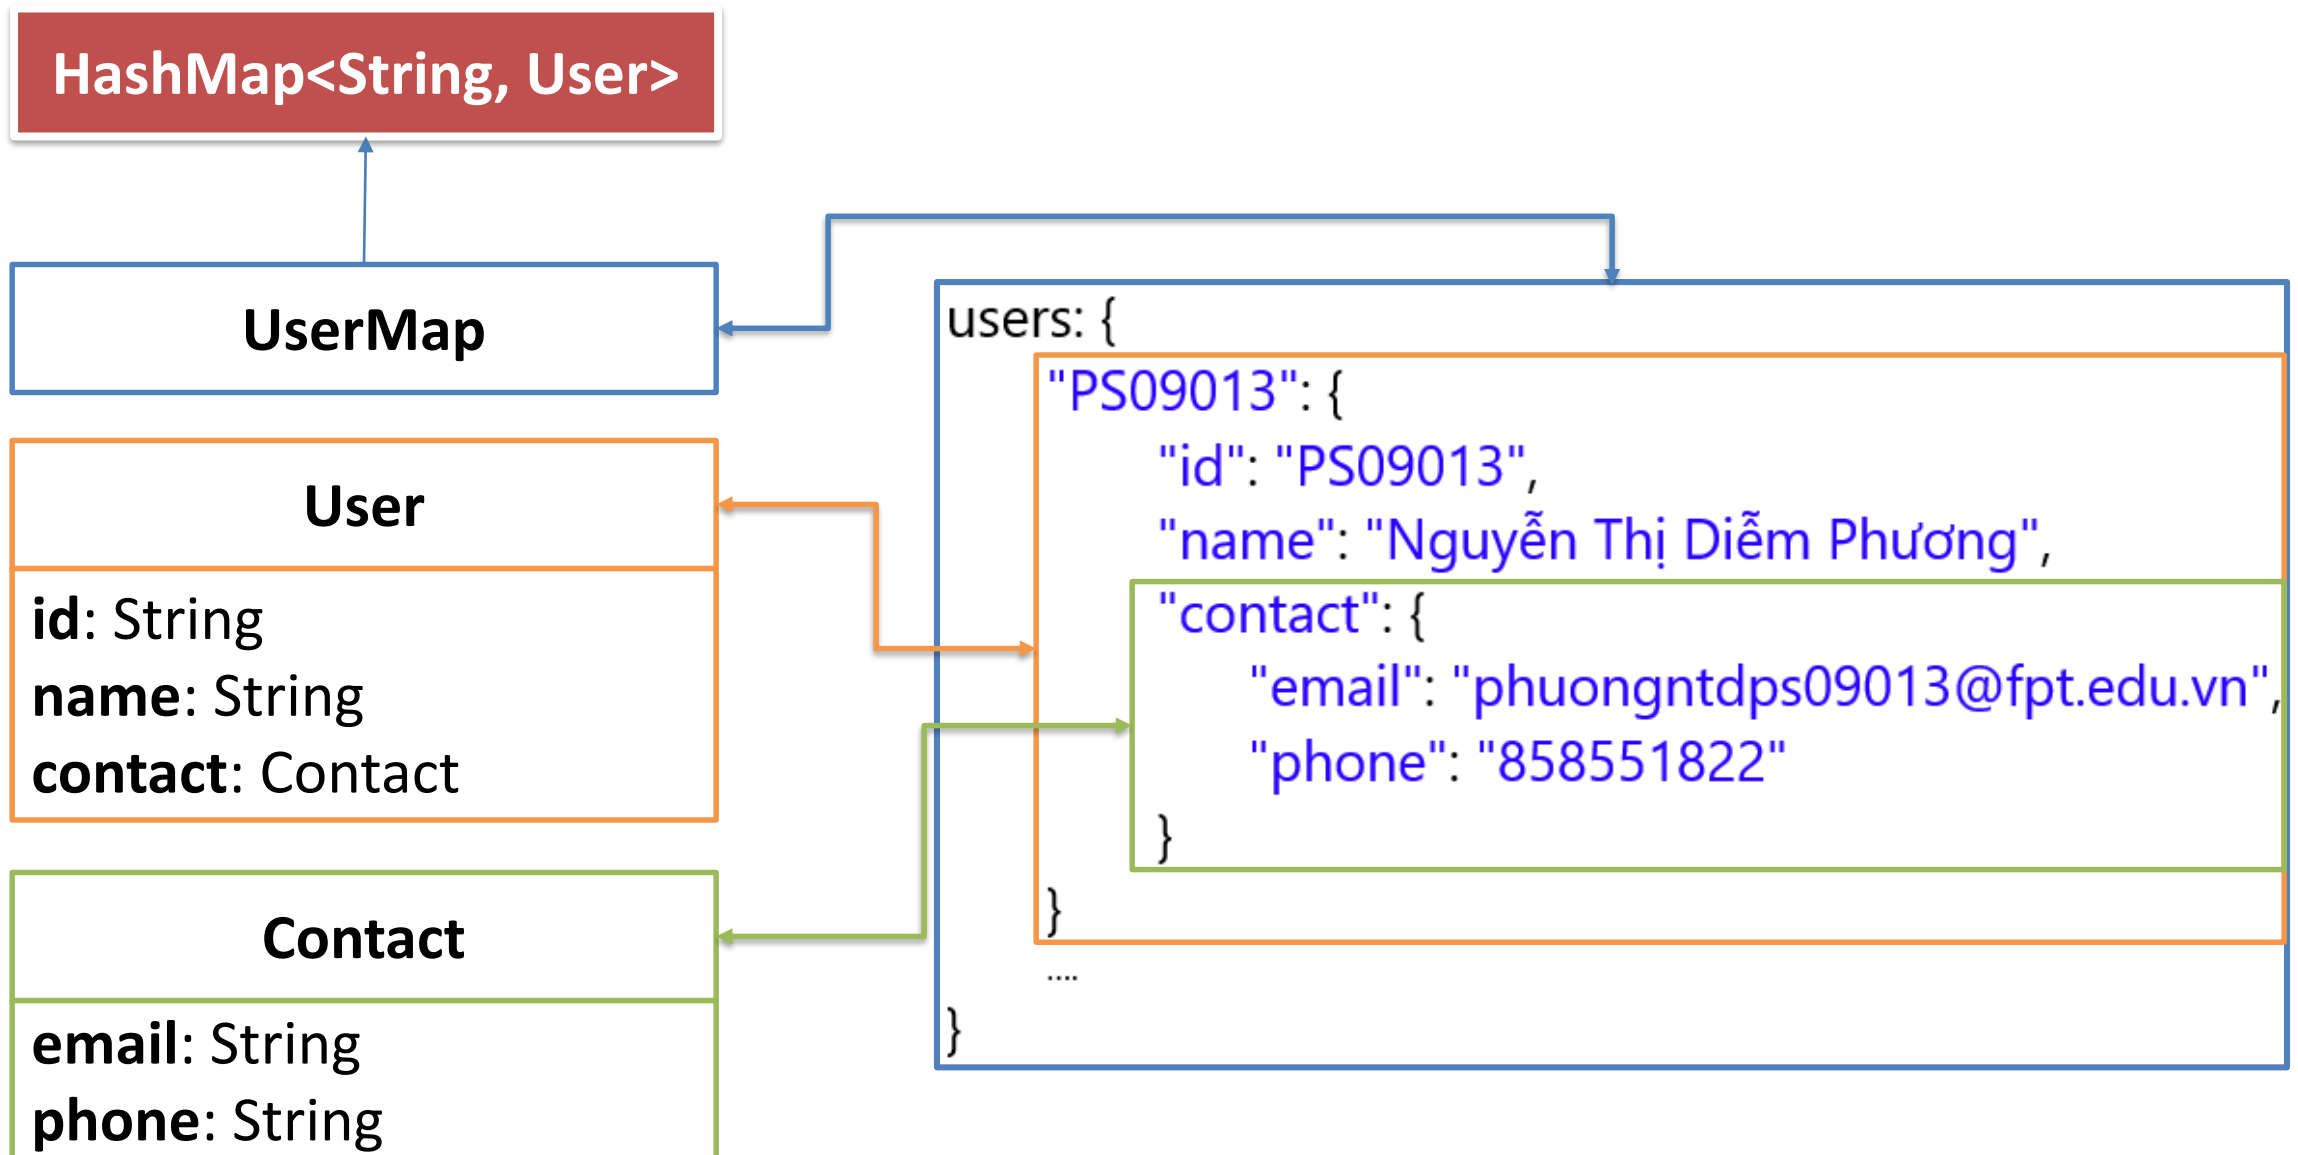 HashMap<String, User>
UserMap
User
id: String
name: String
contact: Contact
Contact
email: String
phone: String
users: {
"PS09013": {
"id": "PS09013",
"name": "Nguyễn Thị Diễm Phương",
"contact": {
"email": "phuongntdps09013@fpt.edu.vn",
"phone": "858551822"
}
}
....
}